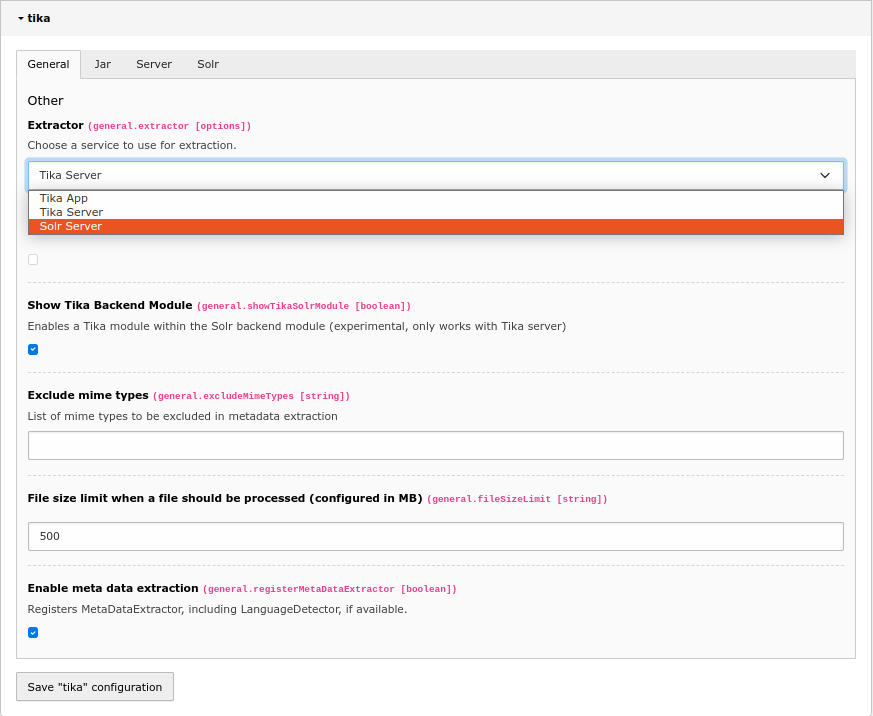 tika
General Jar Server Solr
Other
Extractor (general.extractor [options])
Choose a service to use for extraction.
Tika Server
Tika App
Tika Server
Solr Server
Show Tika Backend Module (general.showTikaSolrModule [boolean])
Enables a Tika module within the Solr backend module (experimental, only works with Tika server)
Exclude mime types (general.excludeMimeTypes [string])
List of mime types to be excluded in metadata extraction
File size limit when a file should be processed (configured in MB) (general.fileSizeLimit [string])
500
Enable meta data extraction (general.registerMetaDataExtractor [boolean])
Registers MetaDataExtractor, including LanguageDetector, if available.
Save "tika" configuration